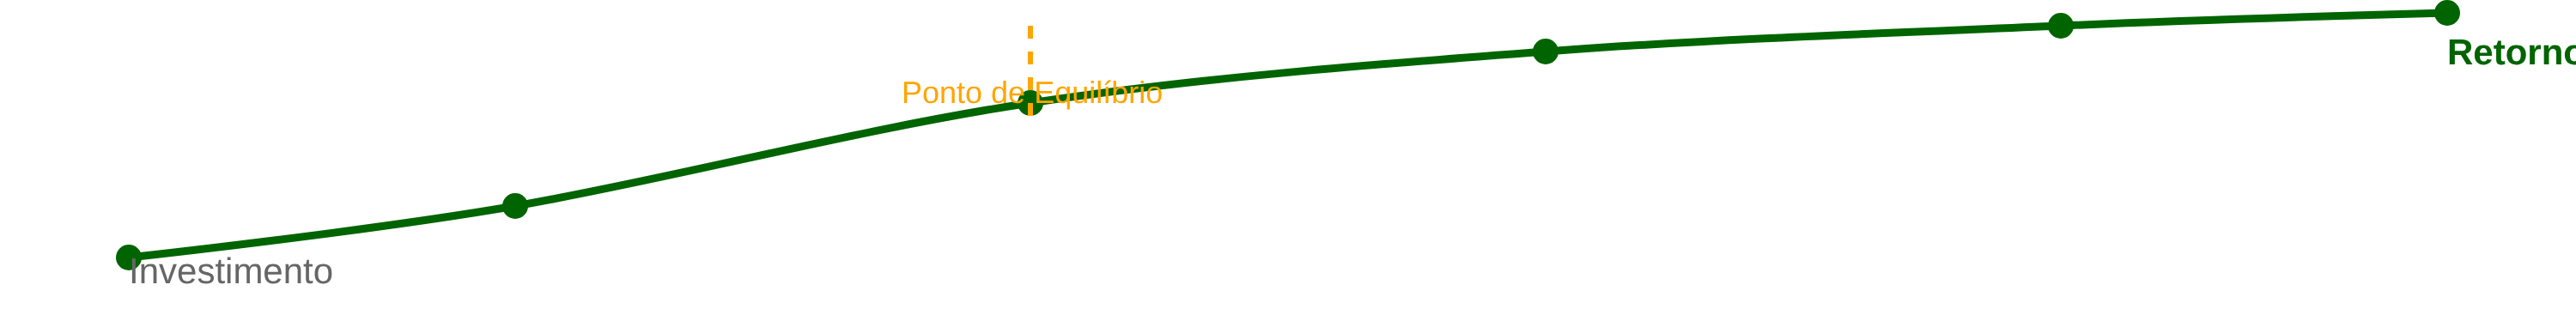 Retorno
Ponto de Equilíbrio
Investimento